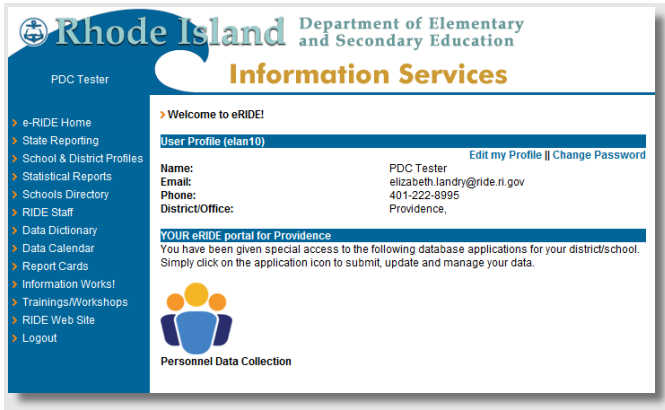 Rhode Island
Department of Elementary
and Secondary Education
Information Services
PDC Tester
e-RIDE Home
State Reporting
School & District Profiles
Statistical Reports
Schools Directory
RIDE Staff
Data Dictionary
Data Calendar
Report Cards
Information Works!
Trainings/Workshops
RIDE Web Site
Logout
Welcome to eRIDE!
User Profile (elan10)
Edit my Profile || Change Password
Name: PDC Tester
Email: elizabeth.landry@ride.ri.gov
Phone: 401-222-8995
District/Office: Providence,
YOUR eRIDE portal for Providence
You have been given special access to the following database applications for your district/school.
Simply click on the application icon to submit, update and manage your data.
Personnel Data Collection